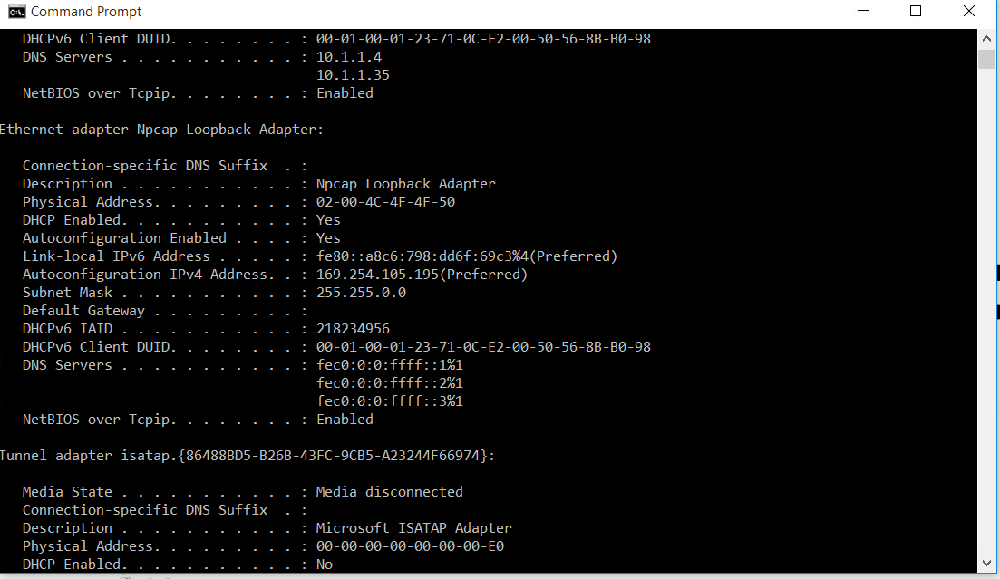 Command Prompt
DHCPv6 Client DUID. . . . . . . . : 00-01-00-01-23-71-0C-E2-00-50-56-8B-B0-98
DNS Servers . . . . . . . . . . . : 10.1.1.4
10.1.1.35
NetBIOS over Tcpip. . . . . . . . : Enabled
Ethernet adapter Npcap Loopback Adapter:
Connection-specific DNS Suffix  . :
Description . . . . . . . . . . . : Npcap Loopback Adapter
Physical Address. . . . . . . . . : 02-00-4C-4F-4F-50
DHCP Enabled. . . . . . . . . . . : Yes
Autoconfiguration Enabled . . . . : Yes
Link-local IPv6 Address . . . . . : fe80::a8c6:798:dd6f:69c3%4(Preferred)
Autoconfiguration IPv4 Address. . : 169.254.105.195(Preferred)
Subnet Mask . . . . . . . . . . . : 255.255.0.0
Default Gateway . . . . . . . . . :
DHCPv6 IAID . . . . . . . . . . . : 218234956
DHCPv6 Client DUID. . . . . . . . : 00-01-00-01-23-71-0C-E2-00-50-56-8B-B0-98
DNS Servers . . . . . . . . . . . : fec0:0:0:ffff::1%1
fec0:0:0:ffff::2%1
fec0:0:0:ffff::3%1
NetBIOS over Tcpip. . . . . . . . : Enabled
Tunnel adapter isatap.{86488BD5-B26B-43FC-9CB5-A23244F66974}:
Media State . . . . . . . . . . . : Media disconnected
Connection-specific DNS Suffix  . :
Description . . . . . . . . . . . : Microsoft ISATAP Adapter
Physical Address. . . . . . . . . : 00-00-00-00-00-00-00-E0
DHCP Enabled. . . . . . . . . . . : No